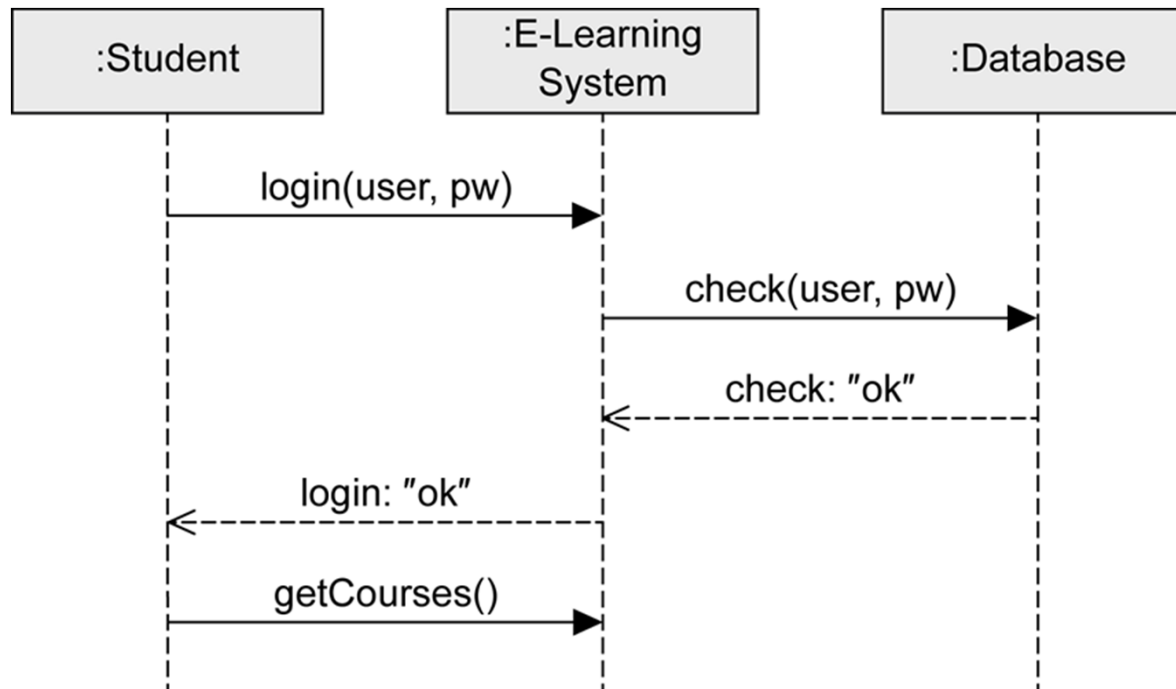 :Student
:E-Learning
System
:Database
login(user, pw)
check(user, pw)
check: ″ok″
login: ″ok″
getCourses()